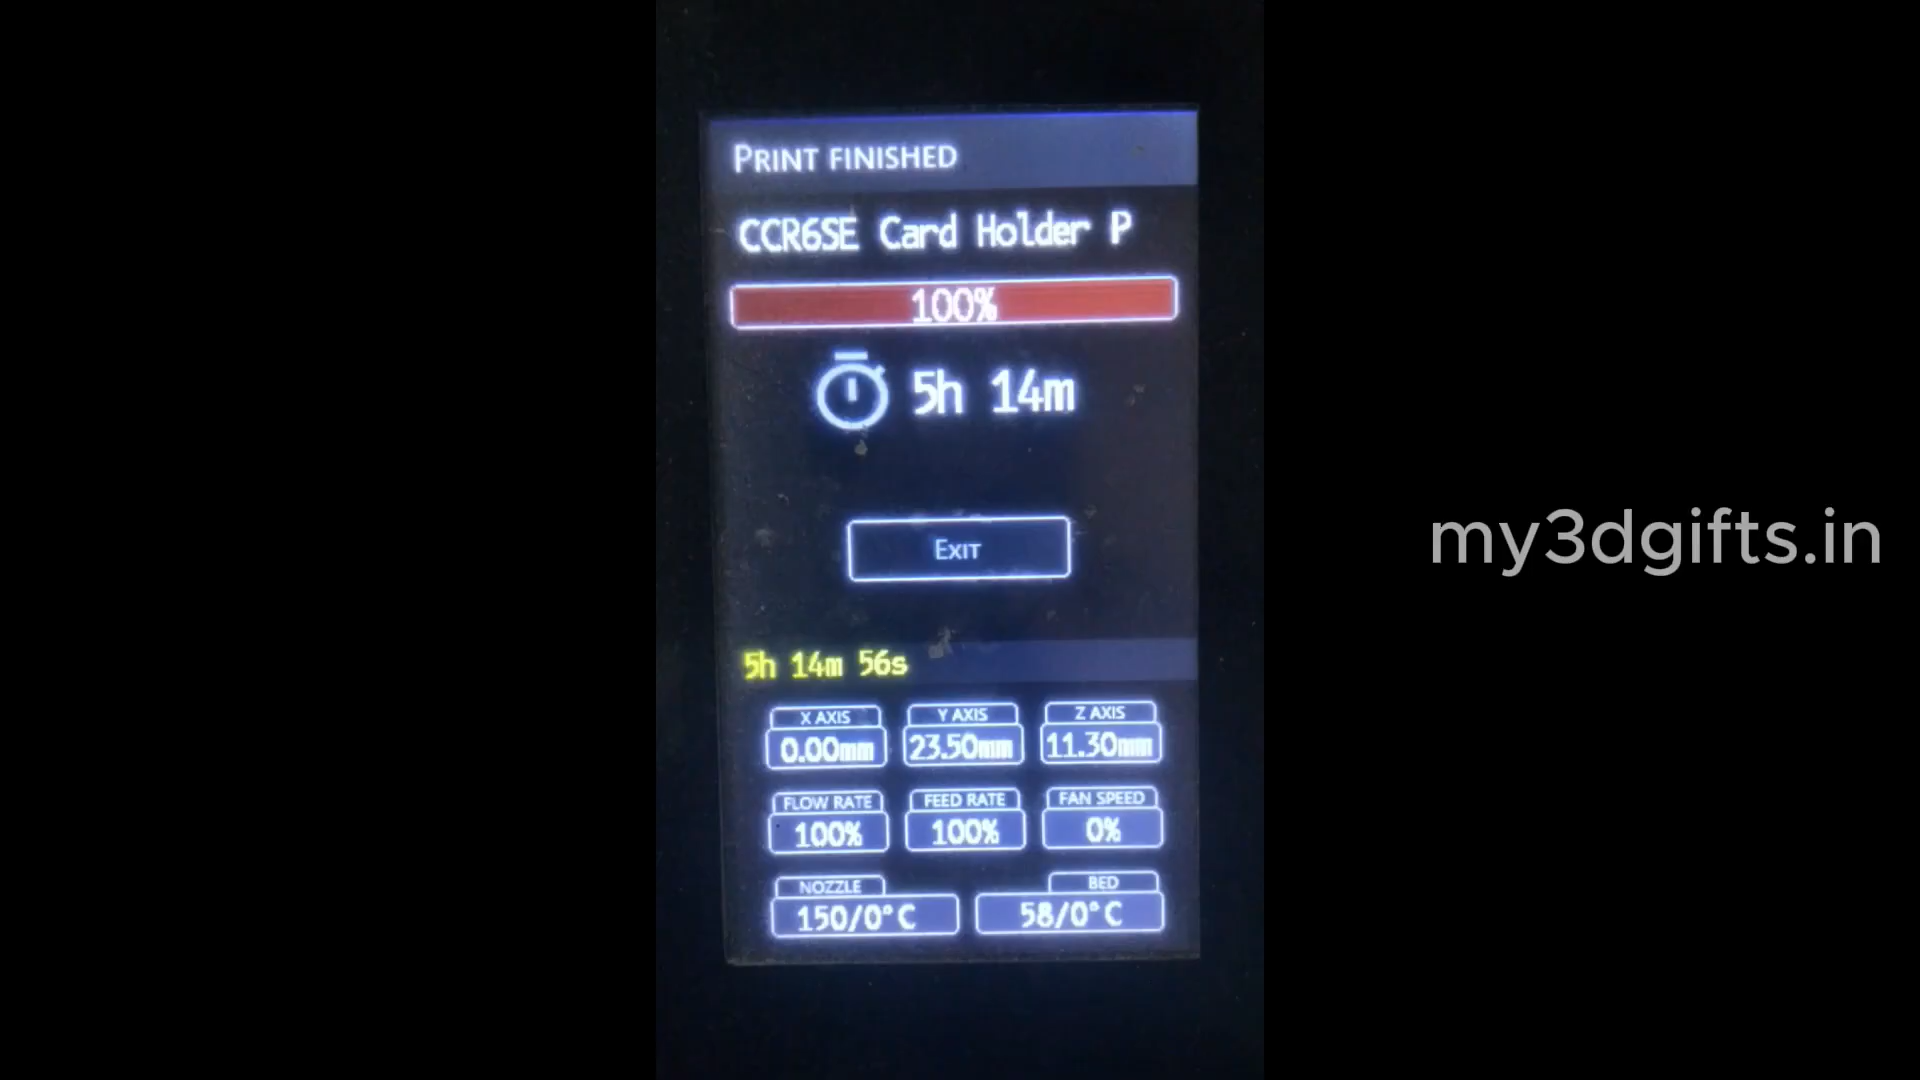 PRINT FINISHED
CCR6SE Card Holder P
100%
5h 14m
EXIT
5h 14m 56s
X AXIS Y AXIS Z AXIS
0.00mm 23.50mm 11.30mm
FLOW RATE FEED RATE FAN SPEED
100% 100% 0%
NOZZLE BED
150/0°C 58/0°C
my3dgifts.in